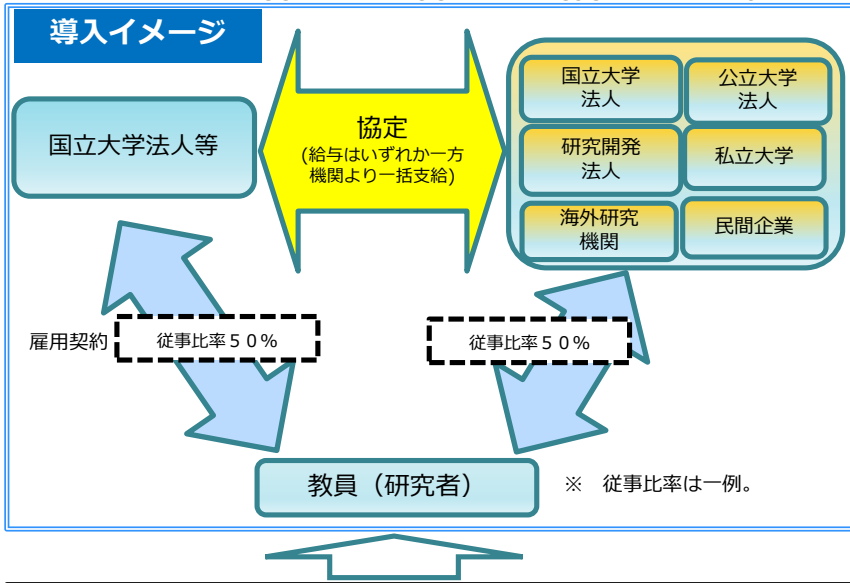 導入イメージ
国立大学法人等
協定
(給与はいずれか一方
機関より一括支給)
国立大学
法人
公立大学
法人
研究開発
法人
私立大学
海外研究
機関
民間企業
雇用契約
従事比率５０%
従事比率５０%
教員（研究者）
※　従事比率は一例。